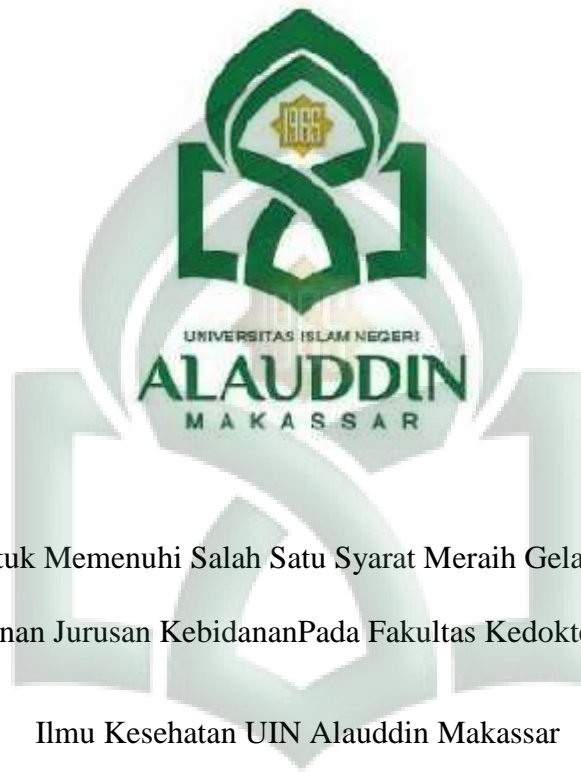 1965
UNIVERSITAS ISLAM NEGERI
ALAUDDIN
MAKASSAR
tuk Memenuhi Salah Satu Syarat Meraih Gela
nan Jurusan KebidananPada Fakultas Kedokt
Ilmu Kesehatan UIN Alauddin Makassar